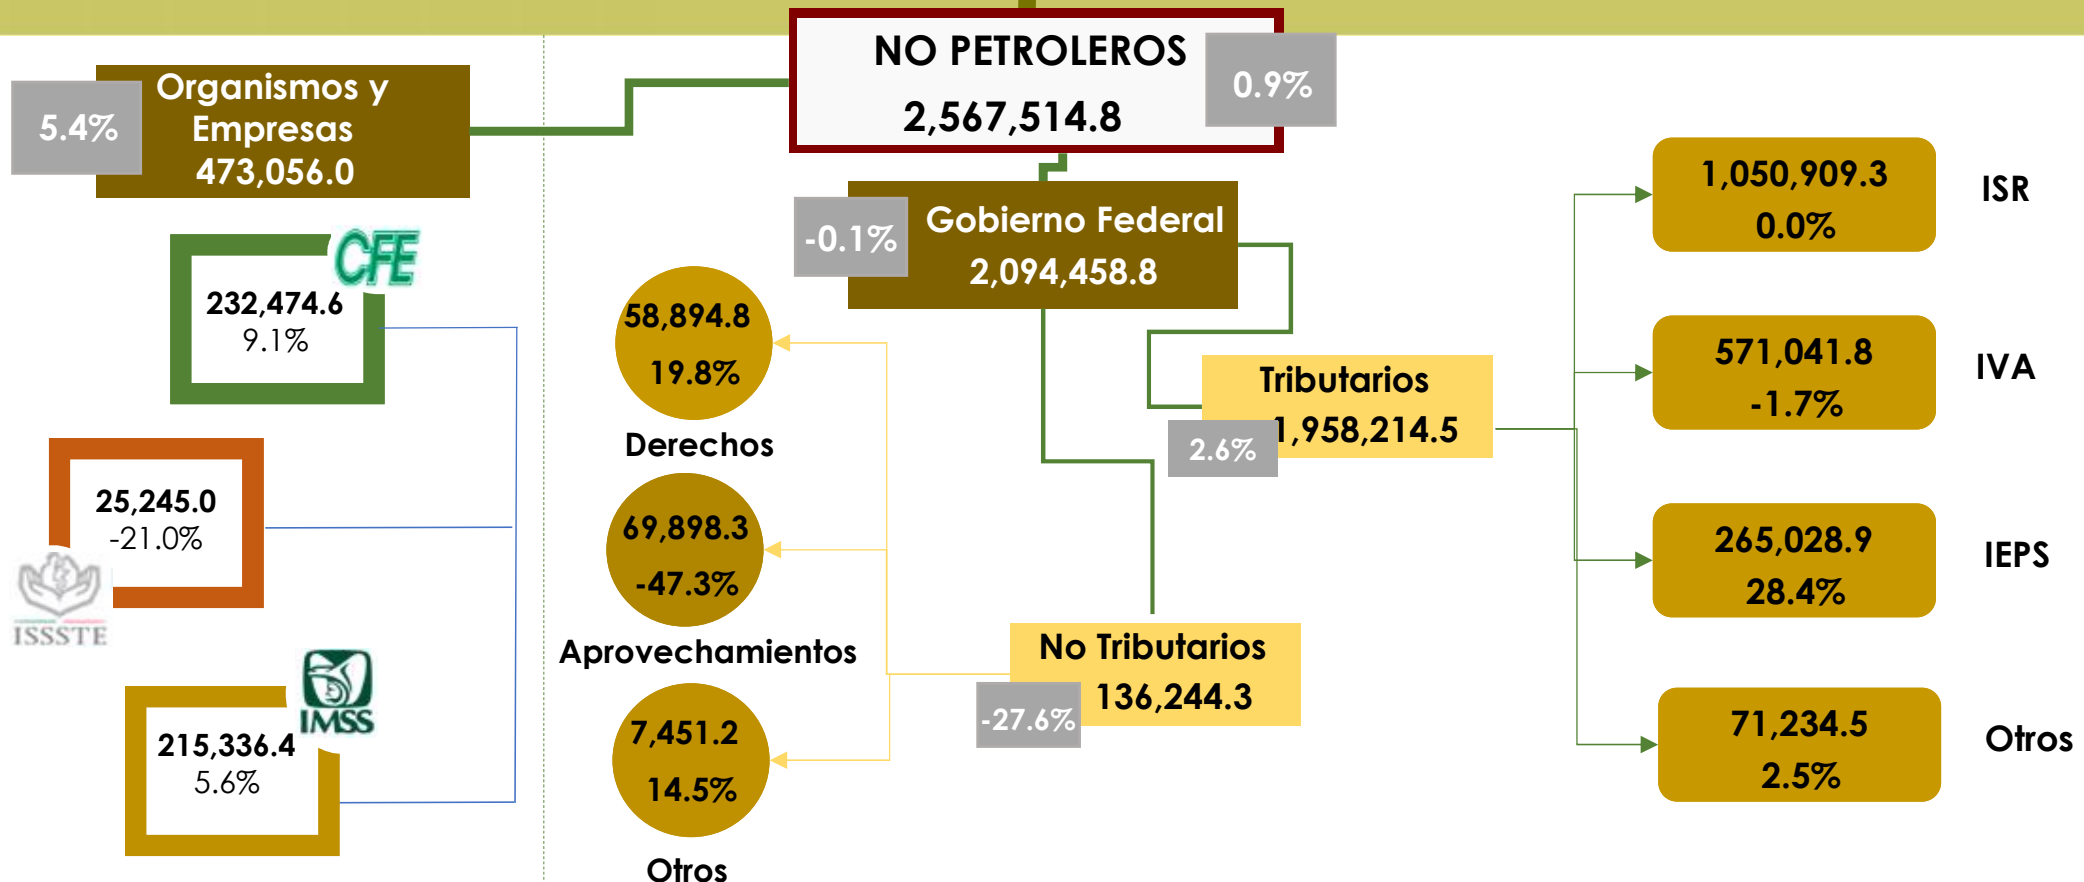 NO PETROLEROS
2,567,514.8
0.9%
Organismos y
Empresas
473,056.0
5.4%
CFE
232,474.6
9.1%
25,245.0
-21.0%
ISSSTE
IMSS
215,336.4
5.6%
Gobierno Federal
2,094,458.8
-0.1%
58,894.8
19.8%
Derechos
69,898.3
-47.3%
Aprovechamientos
7,451.2
14.5%
Otros
Tributarios
1,958,214.5
2.6%
No Tributarios
136,244.3
-27.6%
1,050,909.3
0.0%
ISR
571,041.8
-1.7%
IVA
265,028.9
28.4%
IEPS
71,234.5
2.5%
Otros